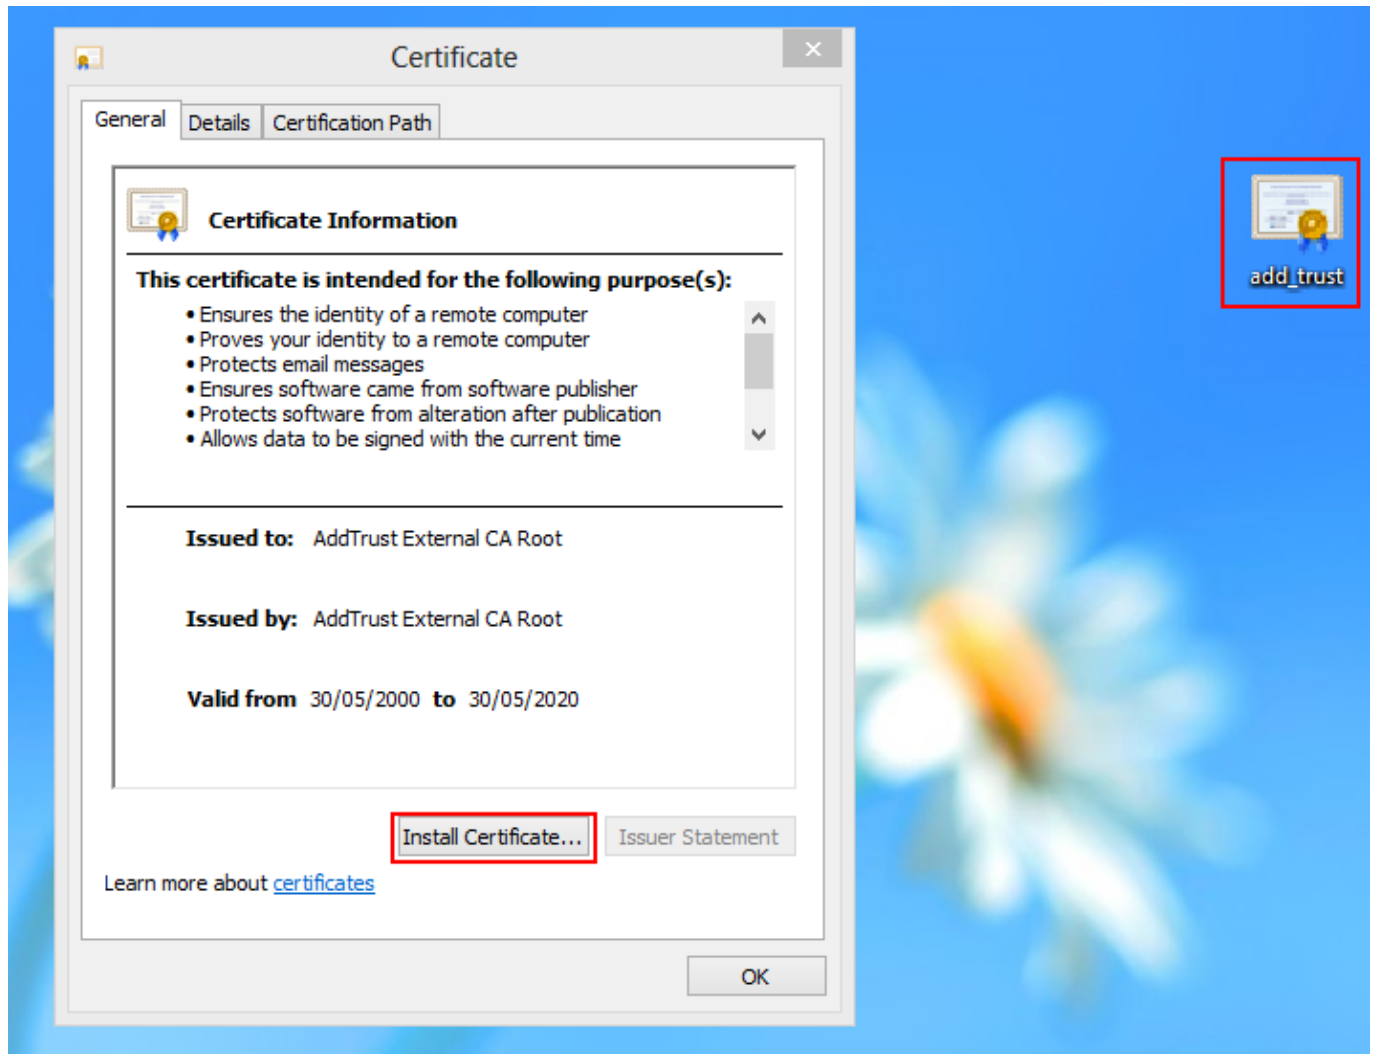 Certificate
General Details Certification Path
Certificate Information
This certificate is intended for the following purpose(s):
• Ensures the identity of a remote computer
• Proves your identity to a remote computer
• Protects email messages
• Ensures software came from software publisher
• Protects software from alteration after publication
• Allows data to be signed with the current time
Issued to: AddTrust External CA Root
Issued by: AddTrust External CA Root
Valid from 30/05/2000 to 30/05/2020
Install Certificate... Issuer Statement
Learn more about certificates
OK
add_trust